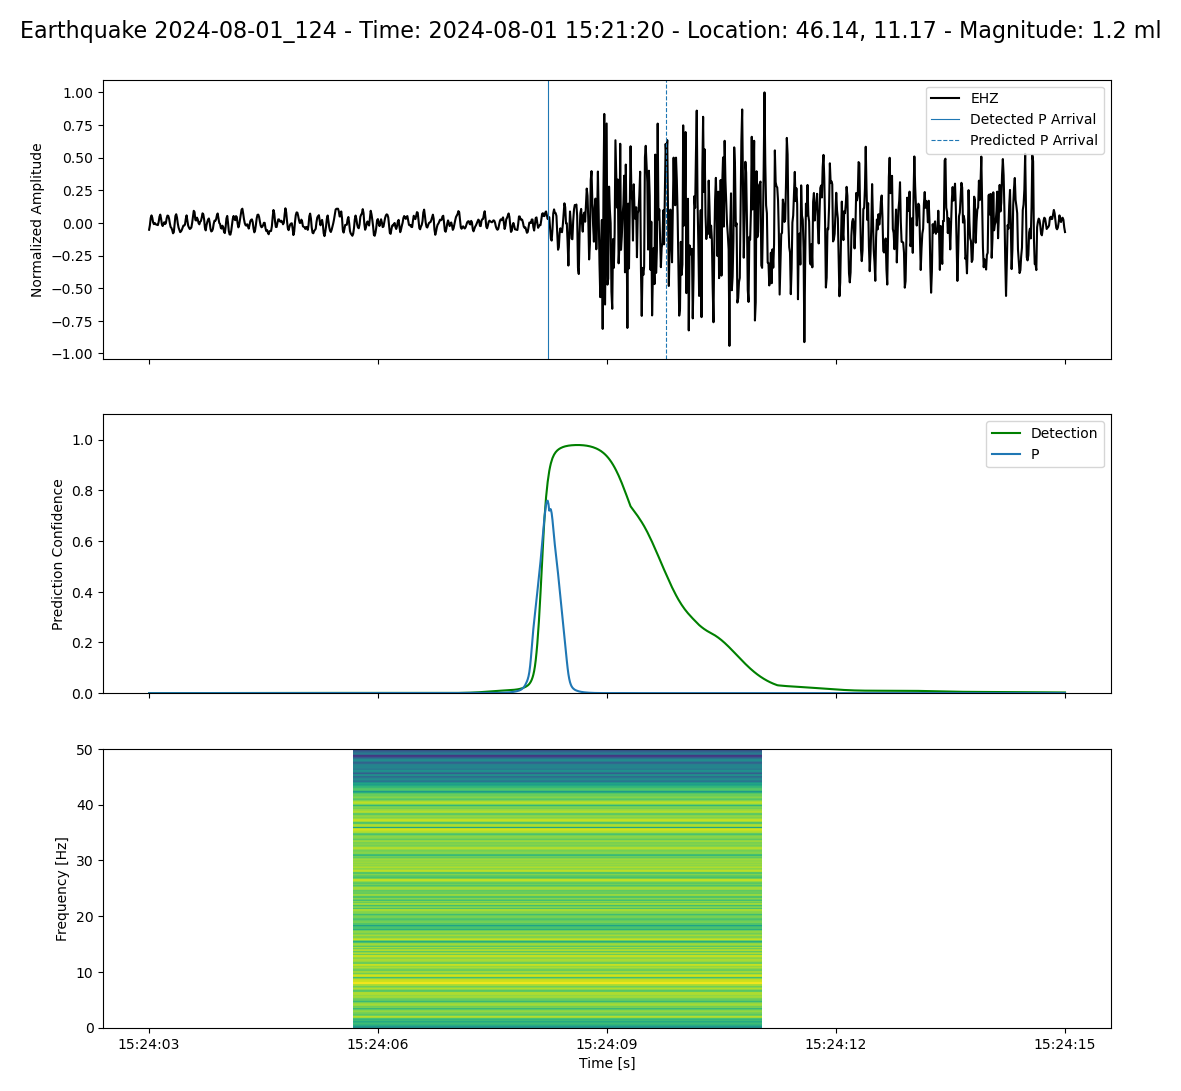 Earthquake 2024-08-01_124 - Time: 2024-08-01 15:21:20 - Location: 46.14, 11.17 - Magnitude: 1.2 ml
1.00
0.75
0.50
0.25
0.00
−0.25
−0.50
−0.75
−1.00
Normalized Amplitude
EHZ
Detected P Arrival
Predicted P Arrival
1.0
0.8
0.6
0.4
0.2
0.0
Prediction Confidence
Detection
P
50
40
30
20
10
0
Frequency [Hz]
15:24:03 15:24:06 15:24:09 15:24:12 15:24:15
Time [s]